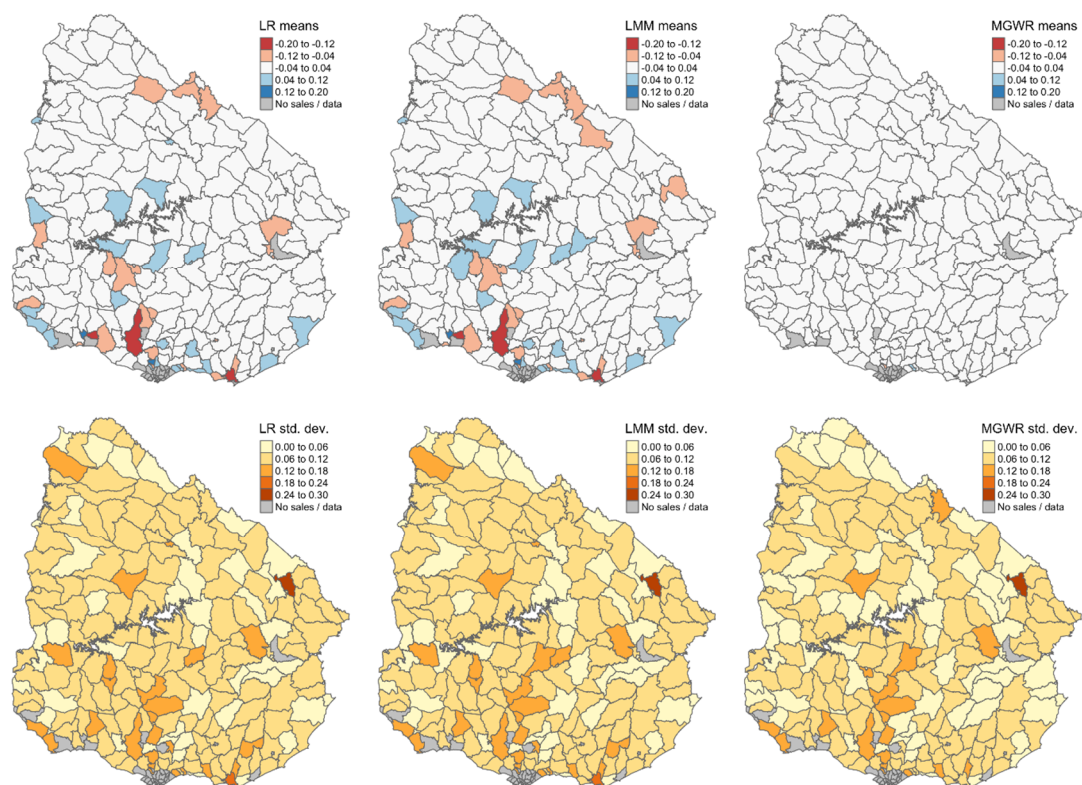 LR means
-0.20 to -0.12
-0.12 to -0.04
-0.04 to 0.04
0.04 to 0.12
0.12 to 0.20
No sales / data
LMM means
-0.20 to -0.12
-0.12 to -0.04
-0.04 to 0.04
0.04 to 0.12
0.12 to 0.20
No sales / data
MGWR means
-0.20 to -0.12
-0.12 to -0.04
-0.04 to 0.04
0.04 to 0.12
0.12 to 0.20
No sales / data
LR std. dev.
0.00 to 0.06
0.06 to 0.12
0.12 to 0.18
0.18 to 0.24
0.24 to 0.30
No sales / data
LMM std. dev.
0.00 to 0.06
0.06 to 0.12
0.12 to 0.18
0.18 to 0.24
0.24 to 0.30
No sales / data
MGWR std. dev.
0.00 to 0.06
0.06 to 0.12
0.12 to 0.18
0.18 to 0.24
0.24 to 0.30
No sales / data